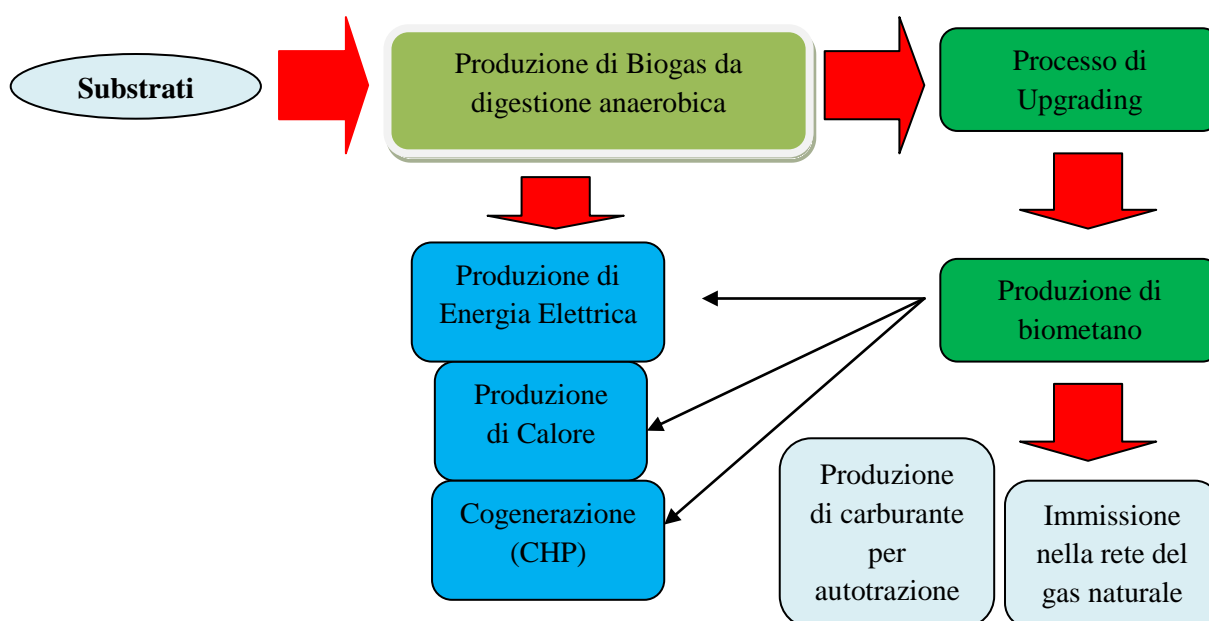 Substrati
Produzione di Biogas da
digestione anaerobica
Processo di
Upgrading
Produzione di
Energia Elettrica
Produzione di
biometano
Produzione
di Calore
Cogenerazione
(CHP)
Produzione
di carburante
per
autotrazione
Immissione
nella rete del
gas naturale